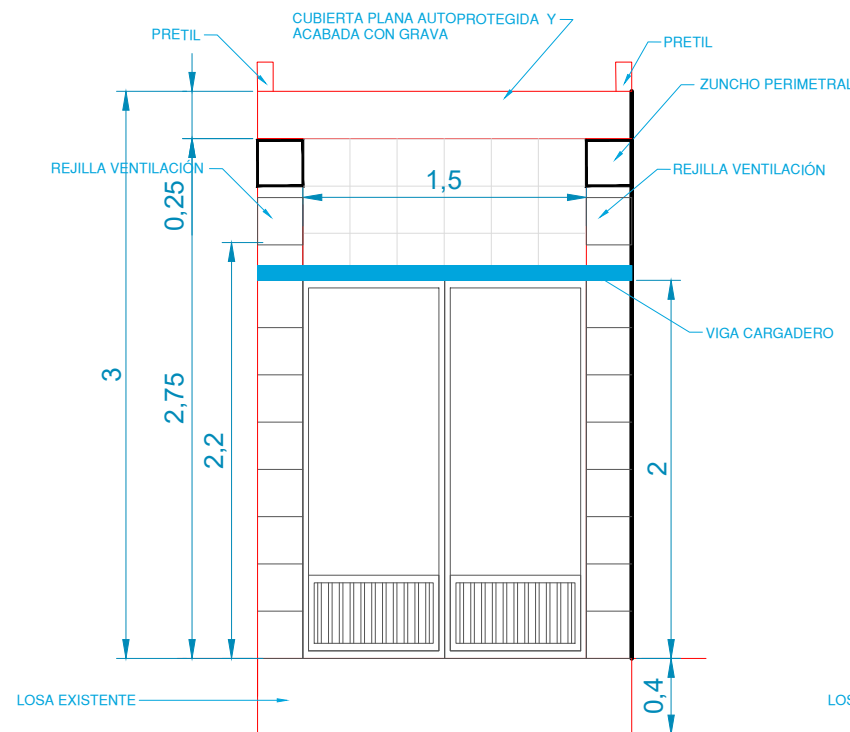 CUBIERTA PLANA AUTOPROTEGIDA Y
ACABADA CON GRAVA
PRETIL
PRETIL
ZUNCHO PERIMETRAL
REJILLA VENTILACIÓN
REJILLA VENTILACIÓN
0,25
1,5
VIGA CARGADERO
3
2,75
2,2
2
LOSA EXISTENTE
0,4
LOS